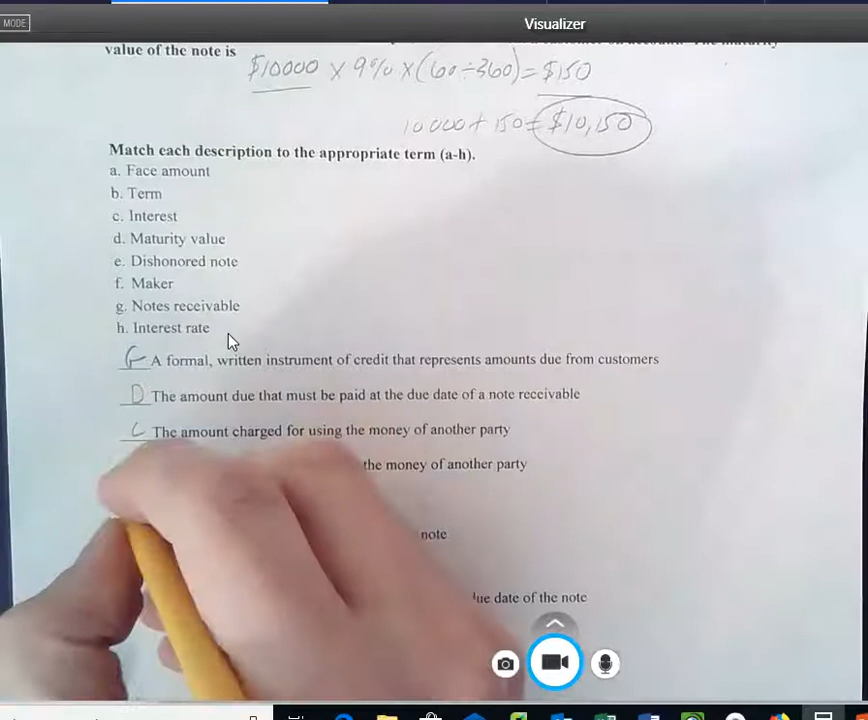 MODE
Visualizer
value of the note is $10000 × 9% × (60÷360) = $150
10000 + 150 = $10,150
Match each description to the appropriate term (a-h).
a. Face amount
b. Term
c. Interest
d. Maturity value
e. Dishonored note
f. Maker
g. Notes receivable
h. Interest rate
G A formal, written instrument of credit that represents amounts due from customers
D The amount due that must be paid at the due date of a note receivable
C The amount charged for using the money of another party
the money of another party
note
due date of the note